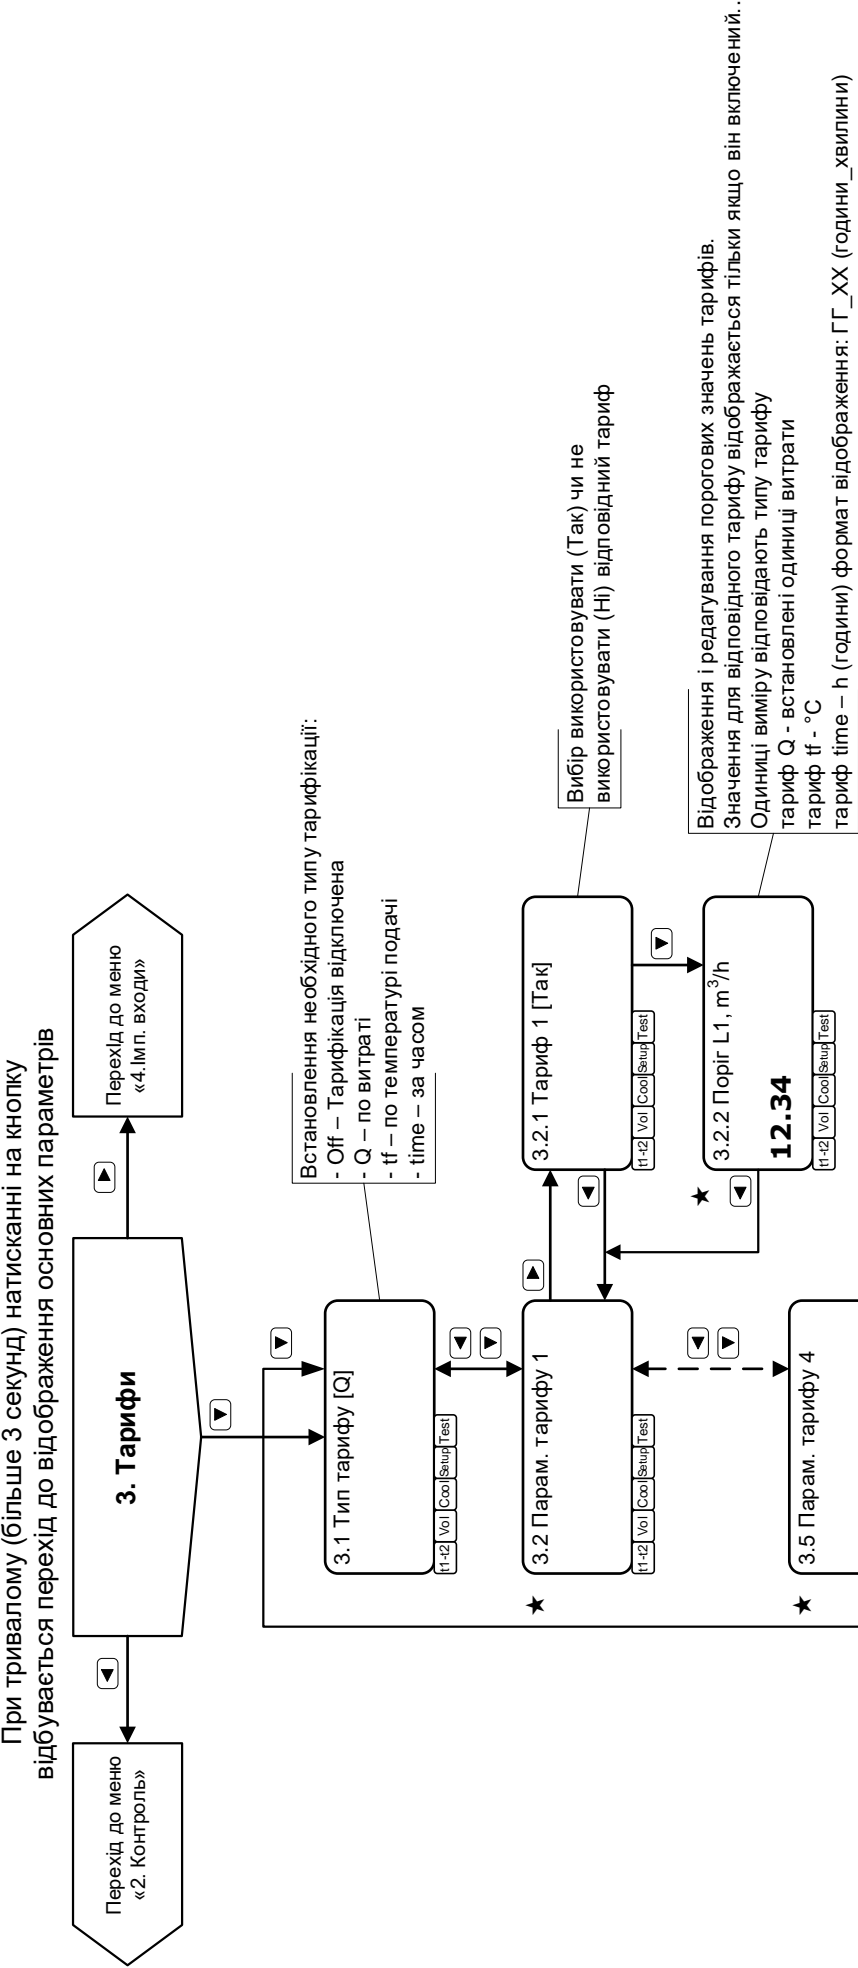 При тривалому (більше 3 секунд) натисканні на кнопку
відбувається перехід до відображення основних параметрів
Перехід до меню
«2. Контроль»
3. Тарифи
Перехід до меню
«4.Імп. входи»
Встановлення необхідного типу тарифікації:
- Off – Тарифікація відключена
- Q – по витраті
- tf – по температурі подачі
- time – за часом
3.1 Тип тарифу [Q]
t1-t2 Vol Cool Setup Test
3.2 Парам. тарифу 1
t1-t2 Vol Cool Setup Test
3.2.1 Тариф 1 [Так]
t1-t2 Vol Cool Setup Test
Вибір використовувати (Так) чи не
використовувати (Ні) відповідний тариф
3.2.2 Поріг L1, m³/h
12.34
t1-t2 Vol Cool Setup Test
Відображення і редагування порогових значень тарифів.
Значення для відповідного тарифу відображається тільки якщо він включений..
Одиниці виміру відповідають типу тарифу
тариф Q - встановлені одиниці витрати
тариф tf - °C
тариф time – h (години) формат відображення: ГГ_ХХ (години_хвилини)
3.5 Парам. тарифу 4